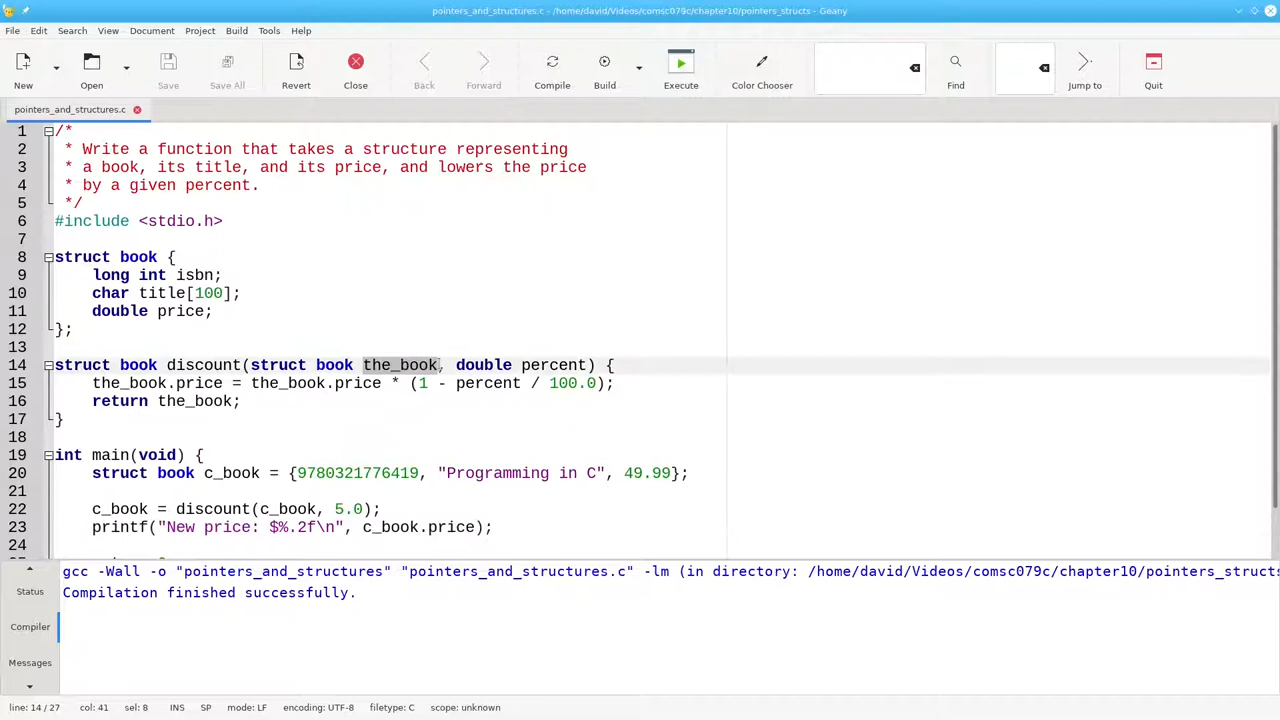 pointers_and_structures.c - /home/david/Videos/comsc079c/chapter10/pointers_structs - Geany
File Edit Search View Document Project Build Tools Help
New Open Save Save All Revert Close Back Forward Compile Build Execute Color Chooser Find Jump to Quit
pointers_and_structures.c
1 /*
2 * Write a function that takes a structure representing
3 * a book, its title, and its price, and lowers the price
4 * by a given percent.
5 */
6 #include <stdio.h>
7
8 struct book {
9 long int isbn;
10 char title[100];
11 double price;
12 };
13
14 struct book discount(struct book the_book, double percent) {
15 the_book.price = the_book.price * (1 - percent / 100.0);
16 return the_book;
17 }
18
19 int main(void) {
20 struct book c_book = {9780321776419, "Programming in C", 49.99};
21
22 c_book = discount(c_book, 5.0);
23 printf("New price: $%.2f\n", c_book.price);
24
gcc -Wall -o "pointers_and_structures" "pointers_and_structures.c" -lm (in directory: /home/david/Videos/comsc079c/chapter10/pointers_structs
Compilation finished successfully.
Status
Compiler
Messages
line: 14 / 27 col: 41 sel: 8 INS SP mode: LF encoding: UTF-8 filetype: C scope: unknown